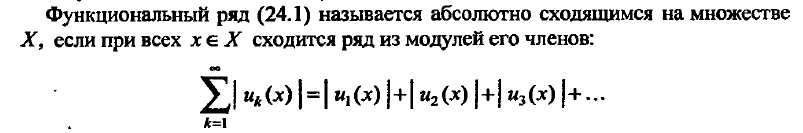 Функциональный ряд (24.1) называется абсолютно сходящимся на множестве
X, если при всех x ∈ X сходится ряд из модулей его членов:
∑_{k=1}^{∞} | u_k(x) | = | u_1(x) | + | u_2(x) | + | u_3(x) | + ...